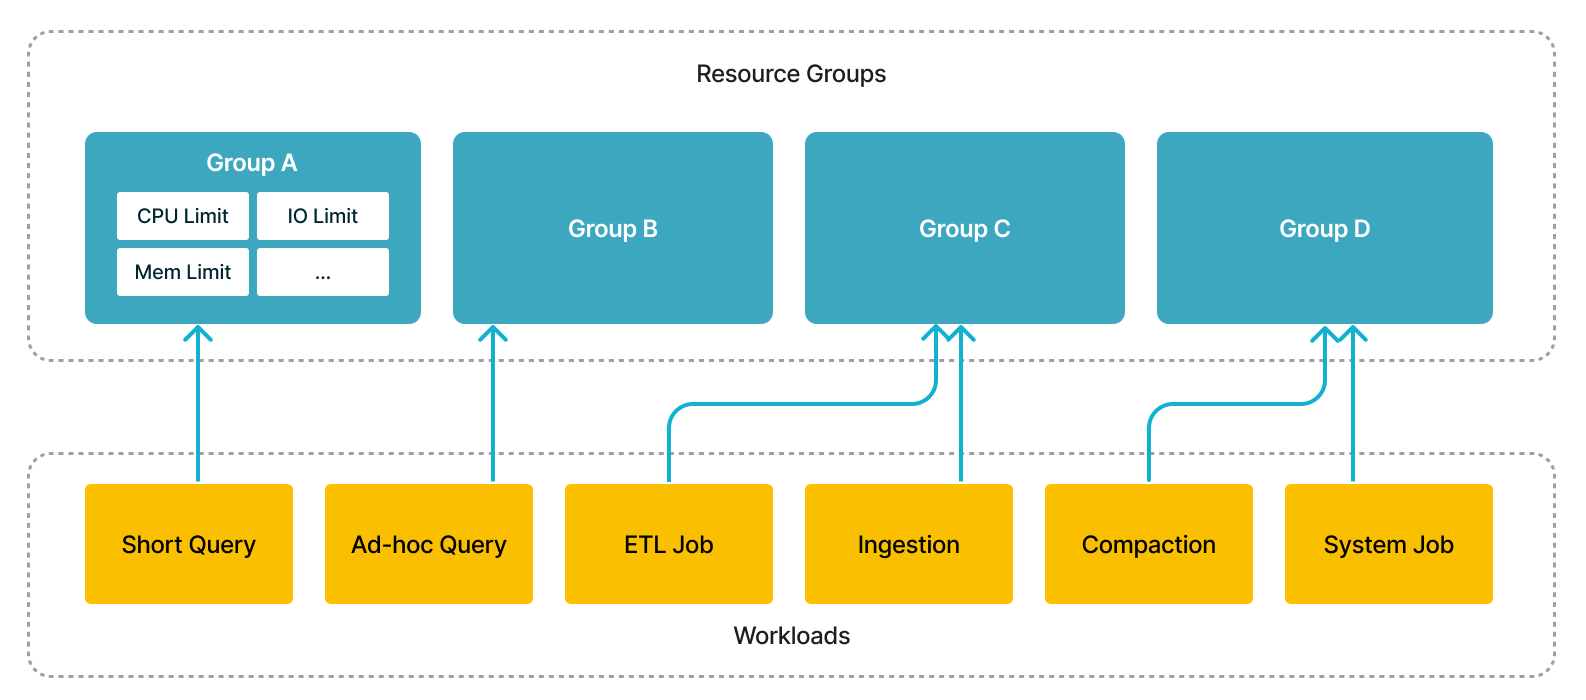 Resource Groups
Group A
CPU Limit
IO Limit
Mem Limit
...
Group B
Group C
Group D
Short Query
Ad-hoc Query
ETL Job
Ingestion
Compaction
System Job
Workloads